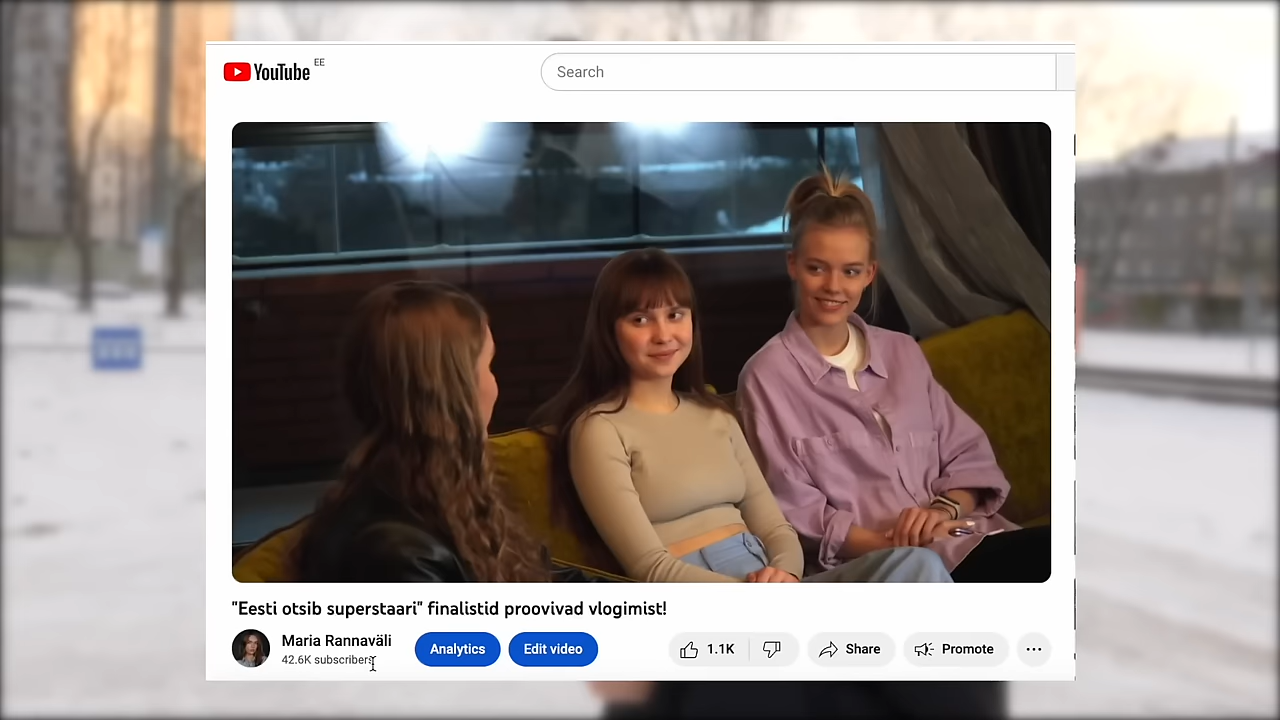 YouTube EE
Search
"Eesti otsib superstaari" finalistid proovivad vlogimist!
Maria Rannaväli
42.6K subscribers
Analytics
Edit video
1.1K
Share
Promote